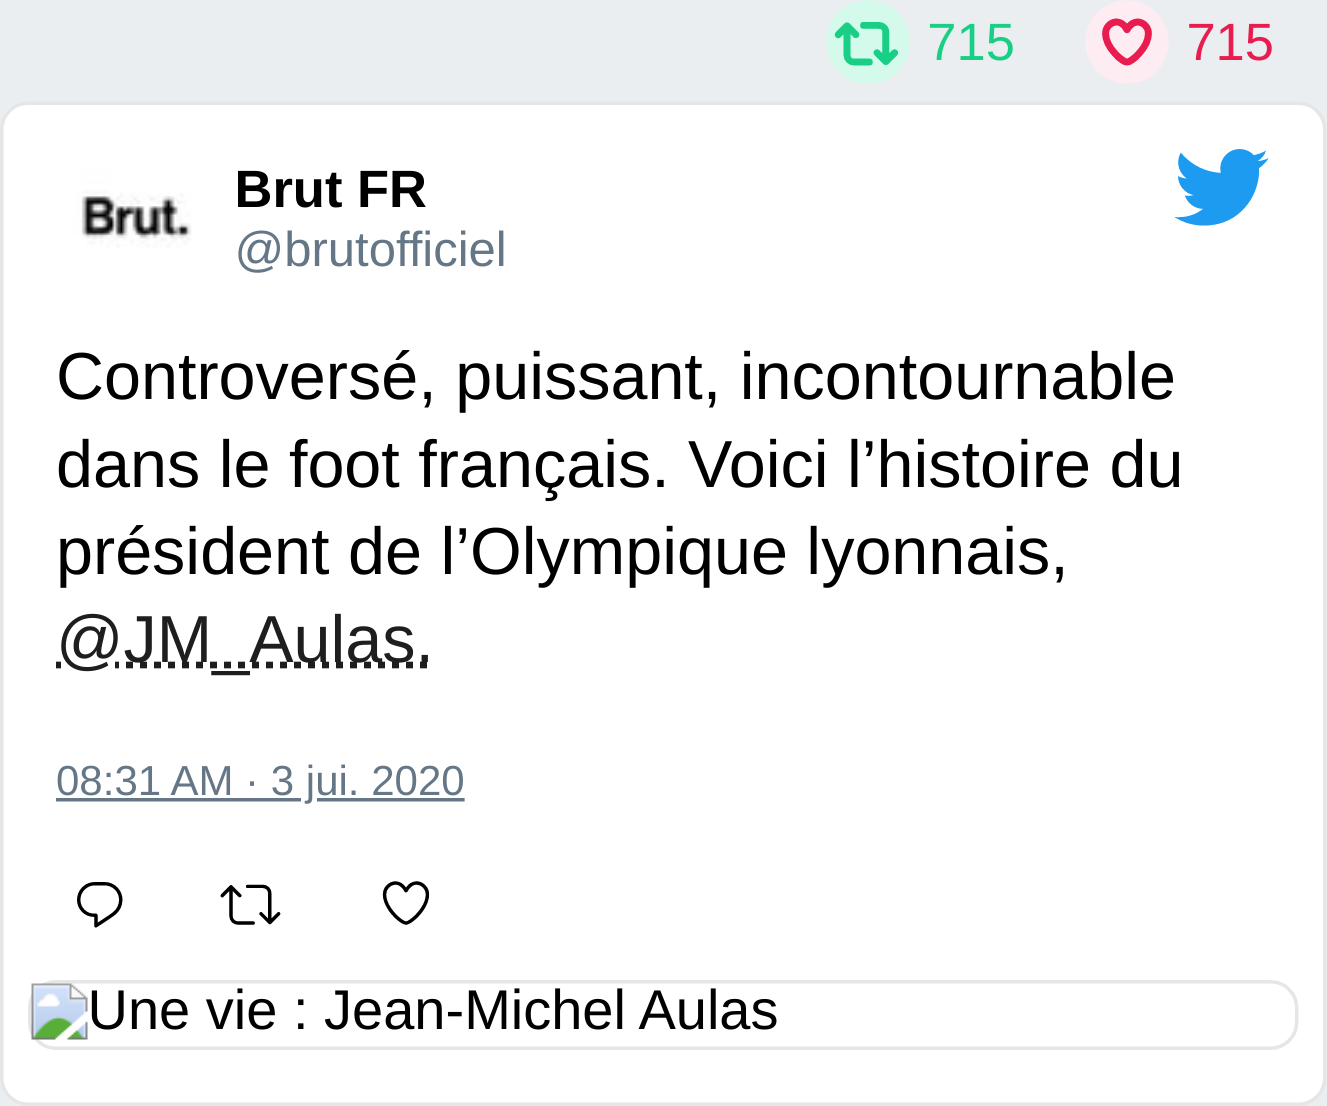 715 715
Brut.
Brut FR
@brutofficiel
Controversé, puissant, incontournable
dans le foot français. Voici l’histoire du
président de l’Olympique lyonnais,
@JM_Aulas.
08:31 AM · 3 jui. 2020
Une vie : Jean-Michel Aulas